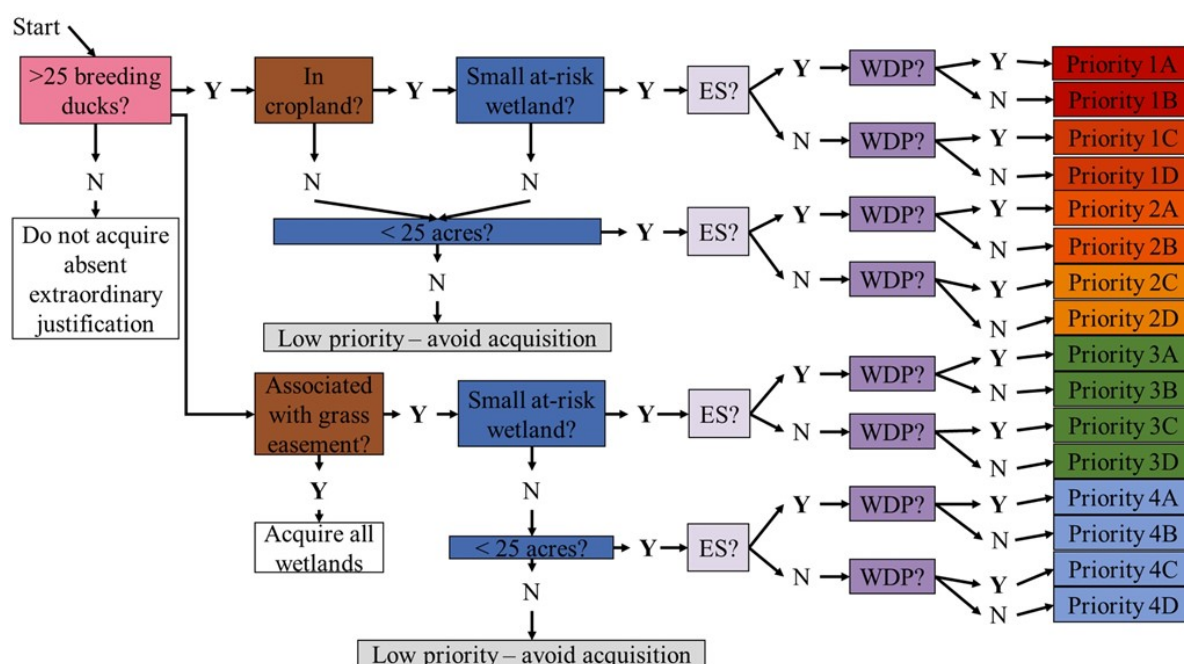 Start
>25 breeding
ducks?
Y
In
cropland?
Y
Small at-risk
wetland?
Y
ES?
Y
WDP?
Y
Priority 1A
N
Priority 1B
N
WDP?
Y
Priority 1C
N
Priority 1D
N
N
N
Do not acquire
absent
extraordinary
justification
< 25 acres?
Y
ES?
Y
WDP?
Y
Priority 2A
N
Priority 2B
N
WDP?
Y
Priority 2C
N
Priority 2D
N
Low priority – avoid acquisition
Associated
with grass
easement?
Y
Small at-risk
wetland?
Y
ES?
Y
WDP?
Y
Priority 3A
N
Priority 3B
N
WDP?
Y
Priority 3C
N
Priority 3D
Y
Acquire all
wetlands
N
< 25 acres?
Y
ES?
Y
WDP?
Y
Priority 4A
N
Priority 4B
N
WDP?
Y
Priority 4C
N
Priority 4D
N
Low priority – avoid acquisition